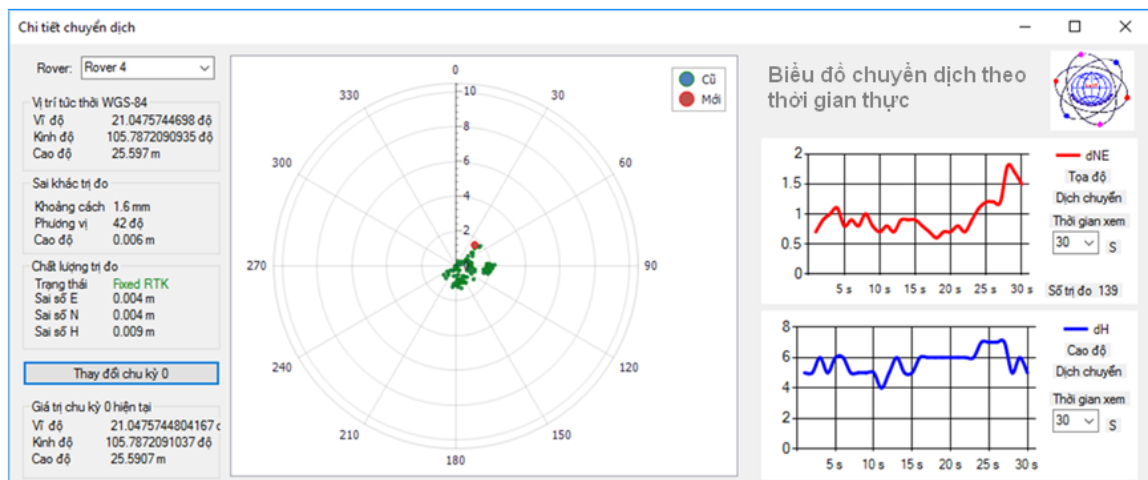 Chi tiết chuyển dịch
Rover: Rover 4
Vị trí tức thời WGS-84
Vĩ độ 21.0475744698 độ
Kinh độ 105.7872090935 độ
Cao độ 25.597 m
Sai khác trị đo
Khoảng cách 1.6 mm
Phương vị 42 độ
Cao độ 0.006 m
Chất lượng trị đo
Trạng thái Fixed RTK
Sai số E 0.004 m
Sai số N 0.004 m
Sai số H 0.009 m
Thay đổi chu kỳ 0
Giá trị chu kỳ 0 hiện tại
Vĩ độ 21.0475744804167 c
Kinh độ 105.7872091037 độ
Cao độ 25.5907 m
0
30
60
90
120
150
180
210
240
270
300
330
10
8
6
4
2
Cũ
Mới
Biểu đồ chuyển dịch theo
thời gian thực
2
1.5
1
0.5
0
5 s 10 s 15 s 20 s 25 s 30 s
dNE
Tọa độ
Dịch chuyển
Thời gian xem
30 S
Số trị đo 139
8
6
4
2
0
5 s 10 s 15 s 20 s 25 s 30 s
dH
Cao độ
Dịch chuyển
Thời gian xem
30 S